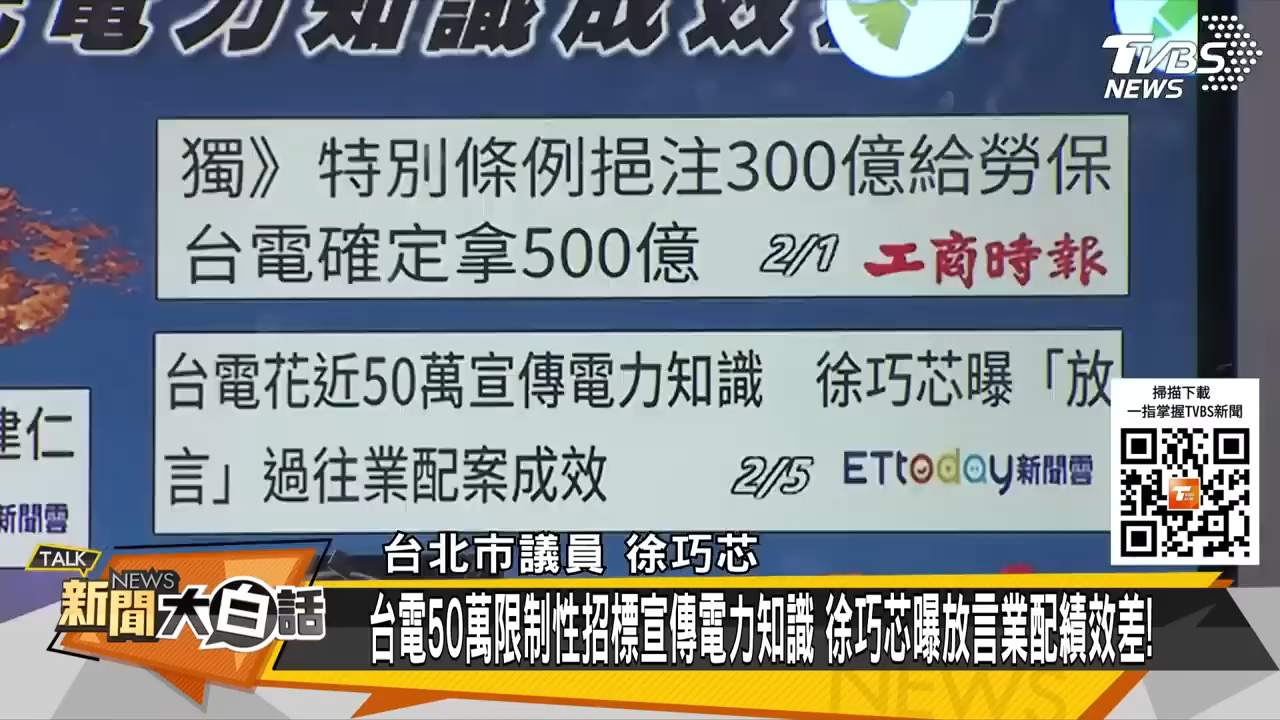 電力知識成效
TVBS
NEWS
獨》特別條例挹注300億給勞保
台電確定拿500億 2/1 工商時報
台電花近50萬宣傳電力知識 徐巧芯曝「放
言」過往業配案成效 2/5 ETtoday新聞雲
建仁
新聞雲
掃描下載
一指掌握TVBS新聞
台北市議員 徐巧芯
TALK
NEWS
新聞大白話
台電50萬限制性招標宣傳電力知識 徐巧芯曝放言業配績效差!
NEWS